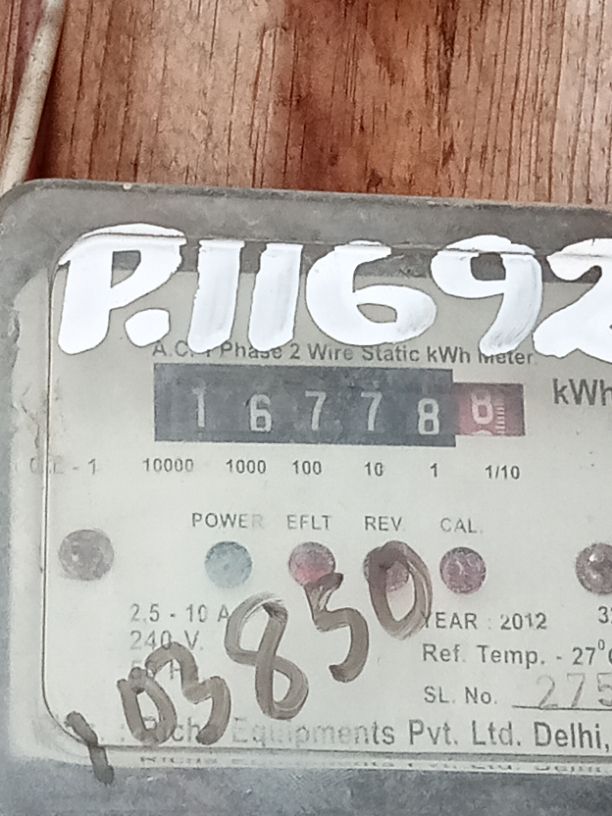 P.11692
A.C. 1 Phase 2 Wire Static kWh Meter
1 6 7 7 8 8 kWh
10000 1000 100 10 1 1/10
POWER EFLT REV. CAL.
2.5 - 10 A YEAR : 2012
240 V. Ref. Temp. - 27°C
SL. No. 275
103850
Equipments Pvt. Ltd. Delhi,